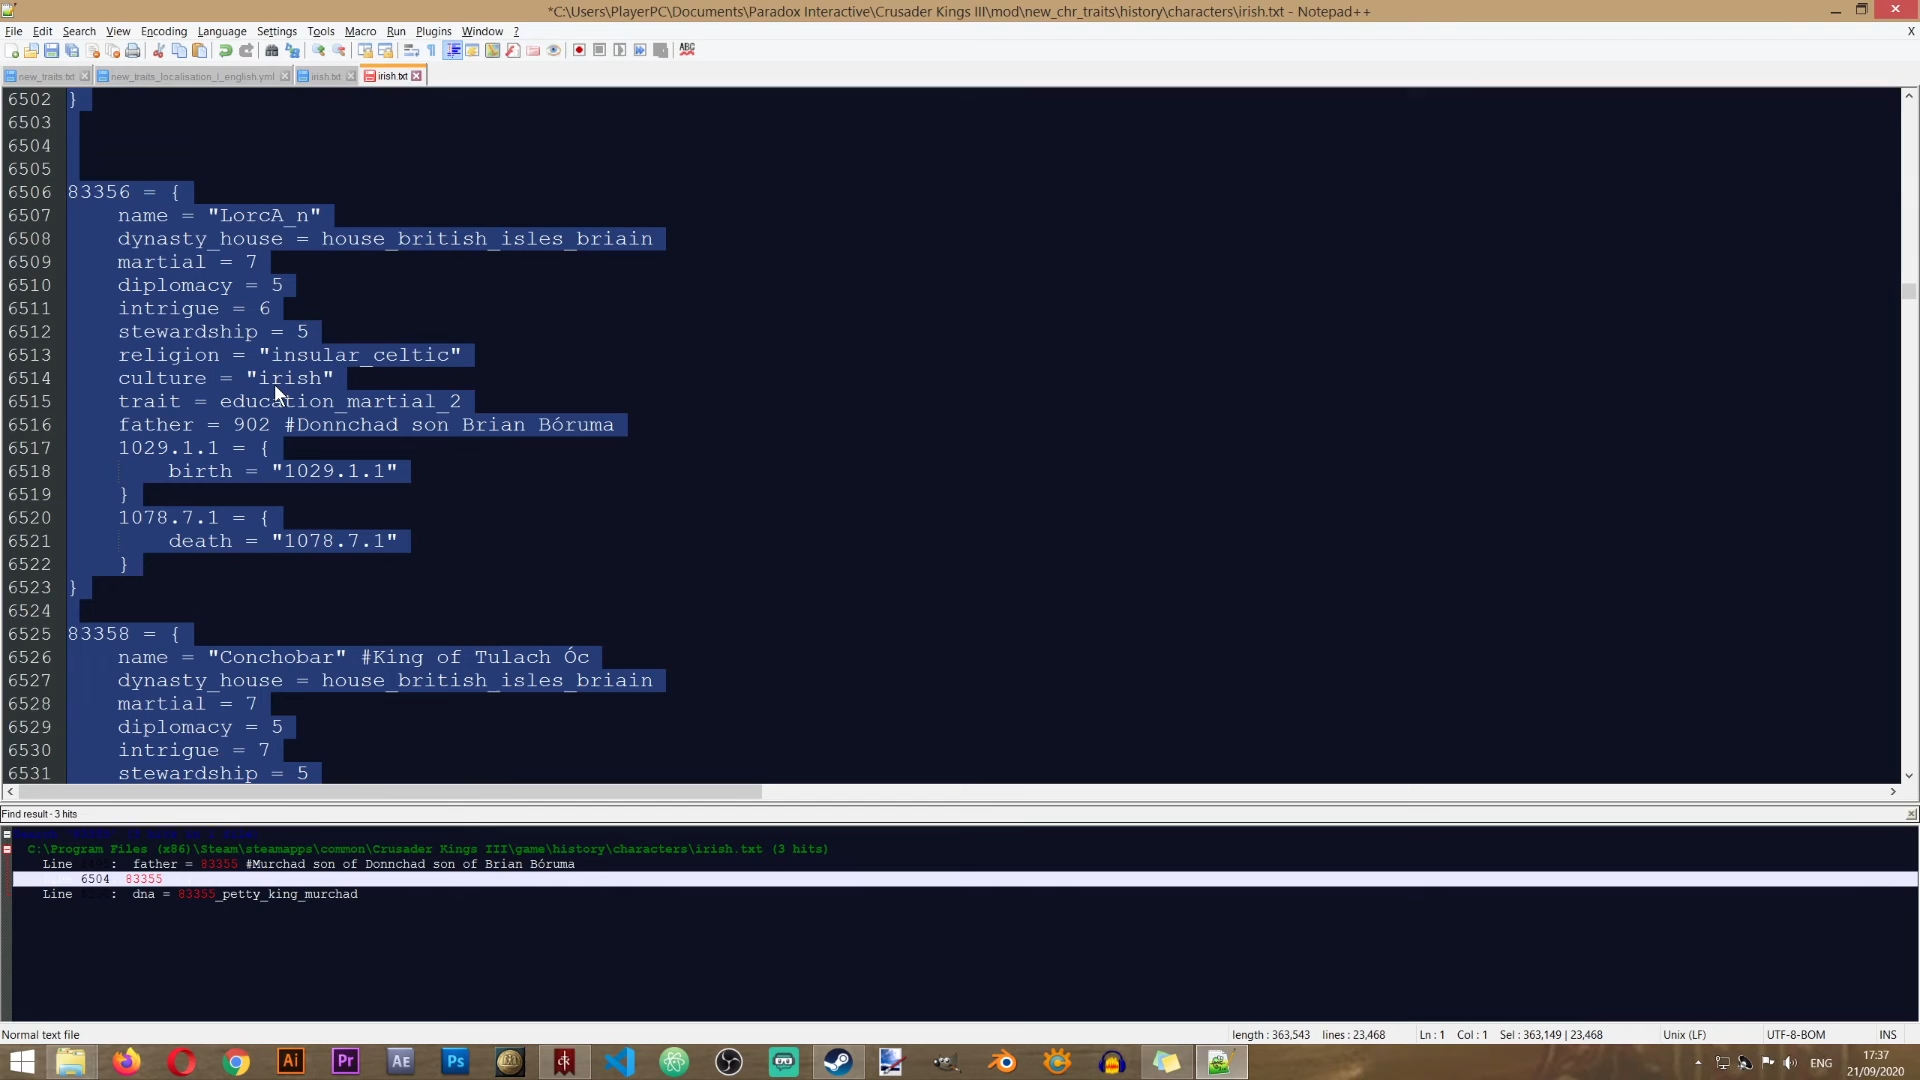 *C:\Users\PlayerPC\Documents\Paradox Interactive\Crusader Kings III\mod\new_chr_traits\history\characters\irish.txt - Notepad++
File Edit Search View Encoding Language Settings Tools Macro Run Plugins Window ?
X
new_traits.txt new_traits_localisation_l_english.yml irish.txt irish.txt
6502 }
6503
6504
6505
6506 83356 = {
6507 name = "LorcA_n"
6508 dynasty_house = house_british_isles_briain
6509 martial = 7
6510 diplomacy = 5
6511 intrigue = 6
6512 stewardship = 5
6513 religion = "insular_celtic"
6514 culture = "irish"
6515 trait = education_martial_2
6516 father = 902 #Donnchad son Brian Bóruma
6517 1029.1.1 = {
6518 birth = "1029.1.1"
6519 }
6520 1078.7.1 = {
6521 death = "1078.7.1"
6522 }
6523 }
6524
6525 83358 = {
6526 name = "Conchobar" #King of Tulach Óc
6527 dynasty_house = house_british_isles_briain
6528 martial = 7
6529 diplomacy = 5
6530 intrigue = 7
6531 stewardship = 5
Find result - 3 hits
C:\Program Files (x86)\Steam\steamapps\common\Crusader Kings III\game\history\characters\irish.txt (3 hits)
Line : father = 83355 #Murchad son of Donnchad son of Brian Bóruma
6504 83355
Line : dna = 83355_petty_king_murchad
Normal text file length : 363,543 lines : 23,468 Ln : 1 Col : 1 Sel : 363,149 | 23,468 Unix (LF) UTF-8-BOM INS
Ai Pr AE Ps ENG 17:37
21/09/2020